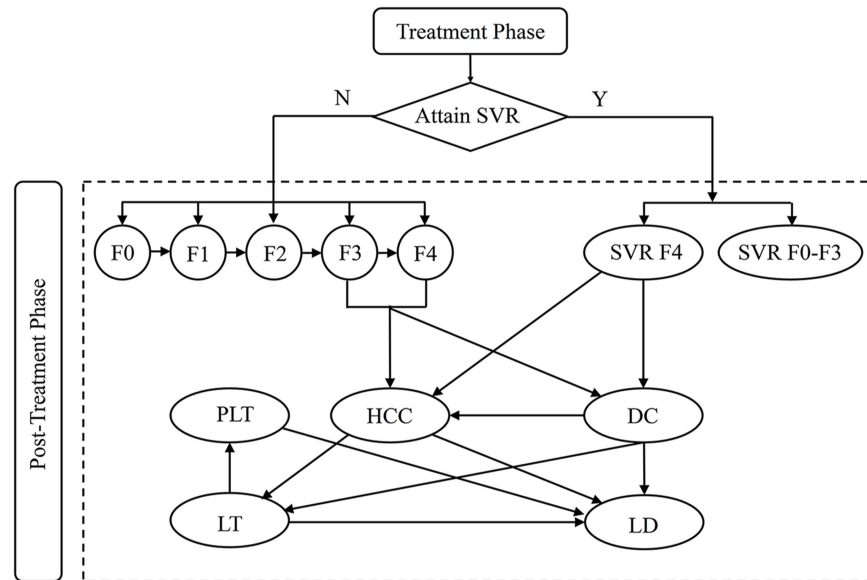 Treatment Phase
N
Attain SVR
Y
Post-Treatment Phase
F0
F1
F2
F3
F4
SVR F4
SVR F0-F3
PLT
HCC
DC
LT
LD